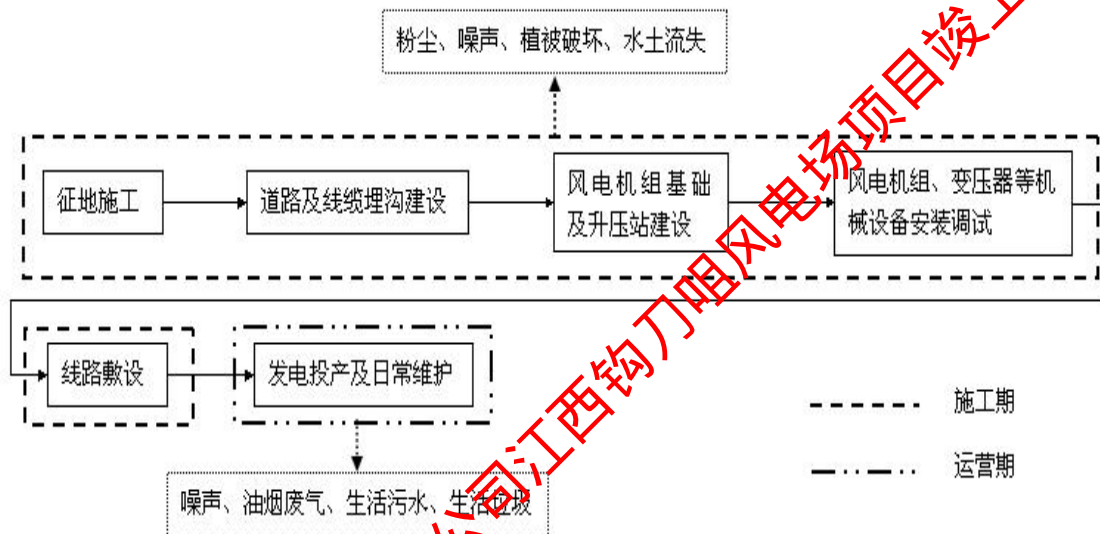 粉尘、噪声、植被破坏、水土流失
征地施工
道路及线缆埋沟建设
风电机组基础
及升压站建设
风电机组、变压器等机
械设备安装调试
线路敷设
发电投产及日常维护
施工期
运营期
噪声、油烟废气、生活污水、生活垃圾
公司江西钩刀咀风电场项目竣工